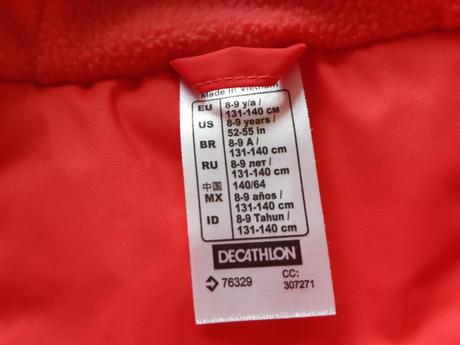 Made in Vietnam
EU 8-9 y/a /
131-140 см
US 8-9 years /
52-55 in
BR 8-9 A /
131-140 cm
RU 8-9 лет /
131-140 cm
中国 140/64
MX 8-9 años /
131-140 cm
ID 8-9 Tahun /
131-140 cm
DECATHLON
76329 CC:
307271